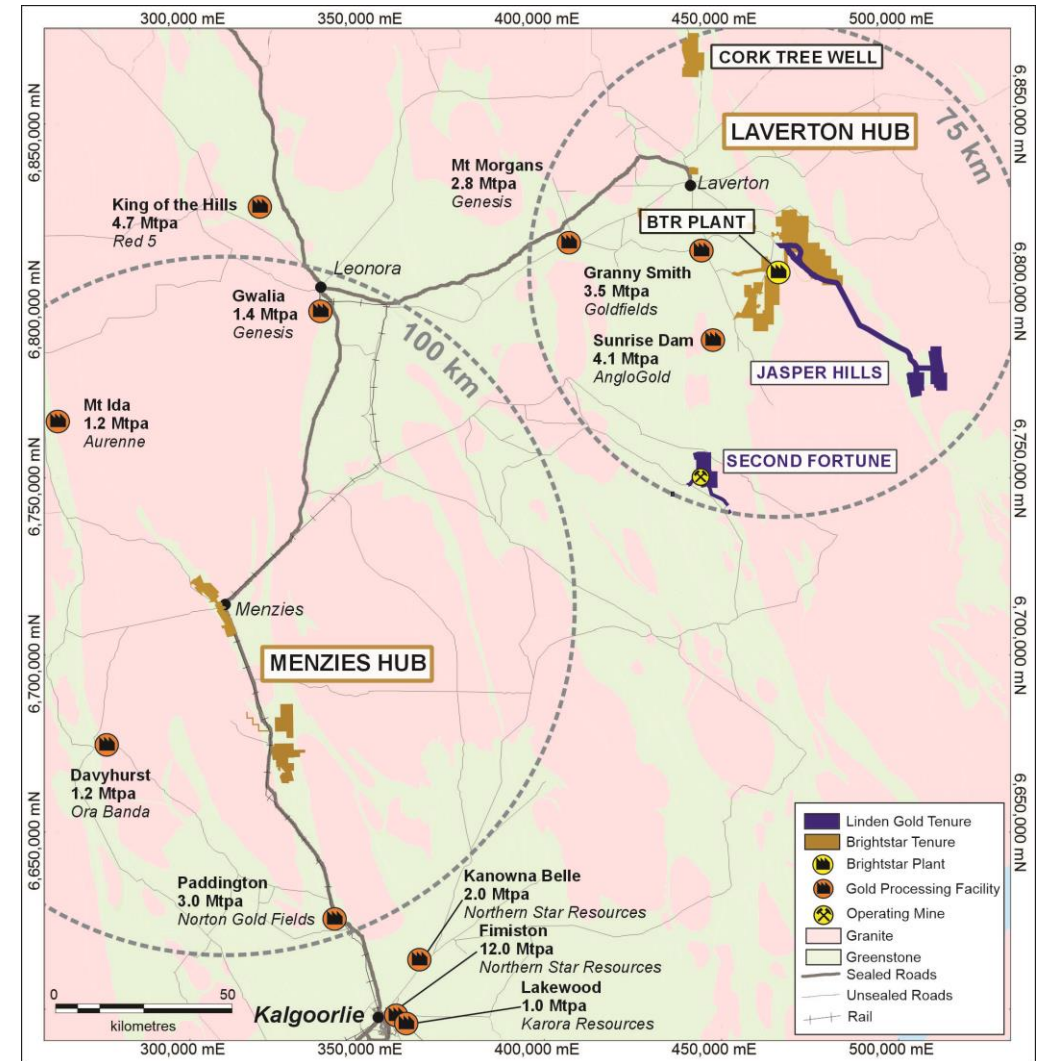 300,000 mE
350,000 mE
400,000 mE
450,000 mE
500,000 mE
CORK TREE WELL
6,850,000 mN
75 km
LAVERTON HUB
6,850,000 mN
Mt Morgans
2.8 Mtpa
Genesis
Laverton
King of the Hills
4.7 Mtpa
Red 5
BTR PLANT
Leonora
Granny Smith
3.5 Mtpa
Goldfields
6,800,000 mN
Gwalia
1.4 Mtpa
Genesis
6,800,000 mN
100 km
Sunrise Dam
4.1 Mtpa
AngloGold
JASPER HILLS
Mt Ida
1.2 Mtpa
Aurenne
6,750,000 mN
SECOND FORTUNE
6,750,000 mN
Menzies
6,700,000 mN
MENZIES HUB
6,700,000 mN
Davyhurst
1.2 Mtpa
Ora Banda
6,650,000 mN
6,650,000 mN
Paddington
3.0 Mtpa
Norton Gold Fields
Kanowna Belle
2.0 Mtpa
Northern Star Resources
Fimiston
12.0 Mtpa
Northern Star Resources
Lakewood
1.0 Mtpa
Karora Resources
Kalgoorlie
0
50
kilometres
Linden Gold Tenure
Brightstar Tenure
Brightstar Plant
Gold Processing Facility
Operating Mine
Granite
Greenstone
Sealed Roads
Unsealed Roads
Rail
300,000 mE
350,000 mE
400,000 mE
450,000 mE
500,000 mE